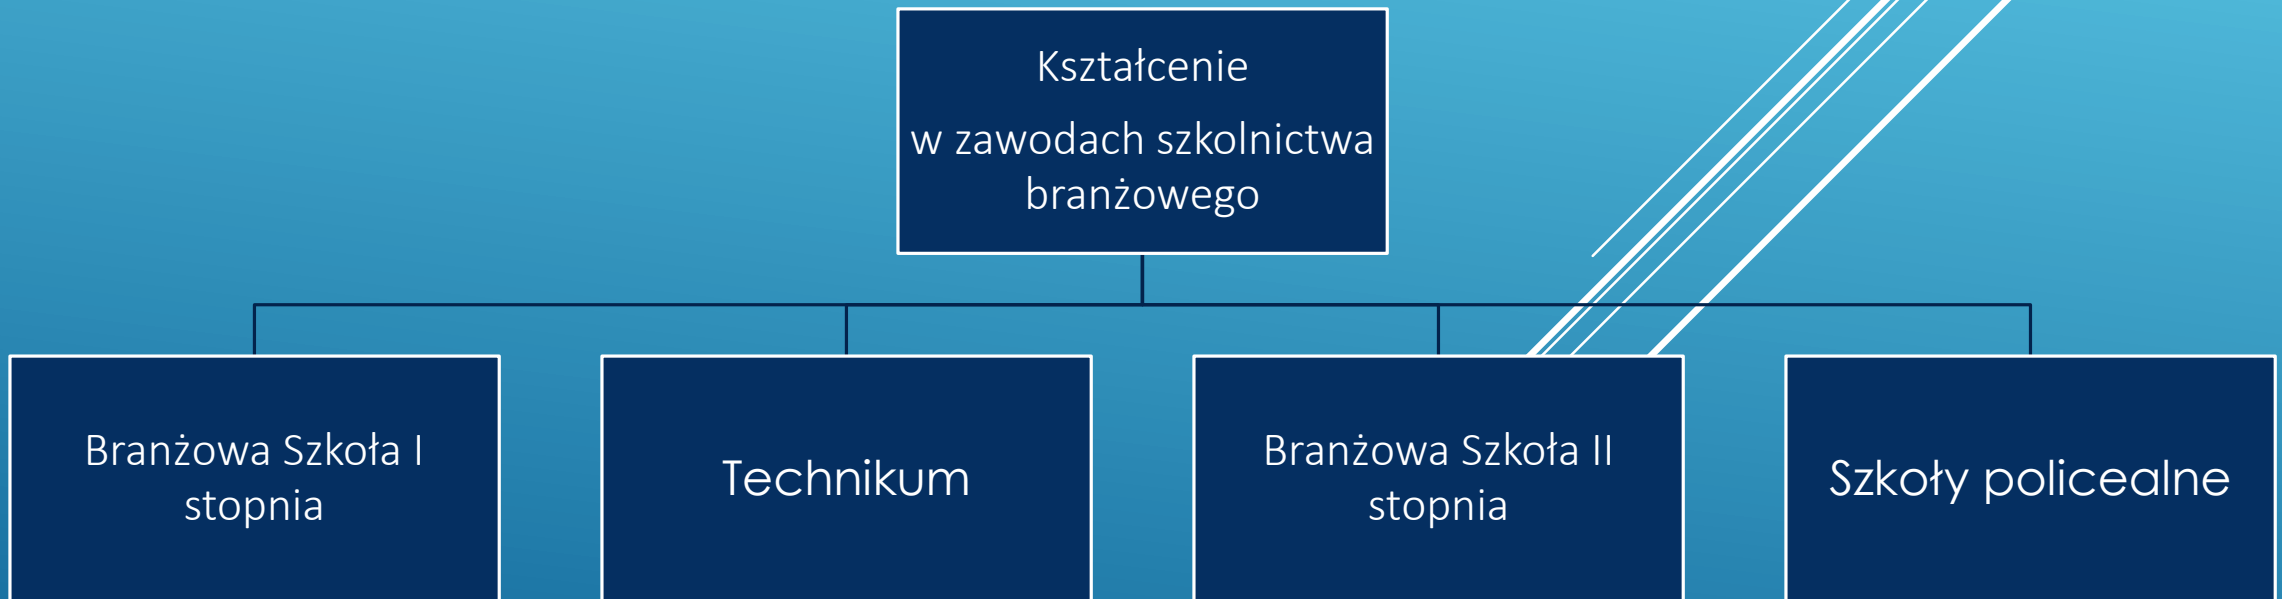 Kształcenie
w zawodach szkolnictwa
branżowego
Branżowa Szkoła I
stopnia
Technikum
Branżowa Szkoła II
stopnia
Szkoły policealne